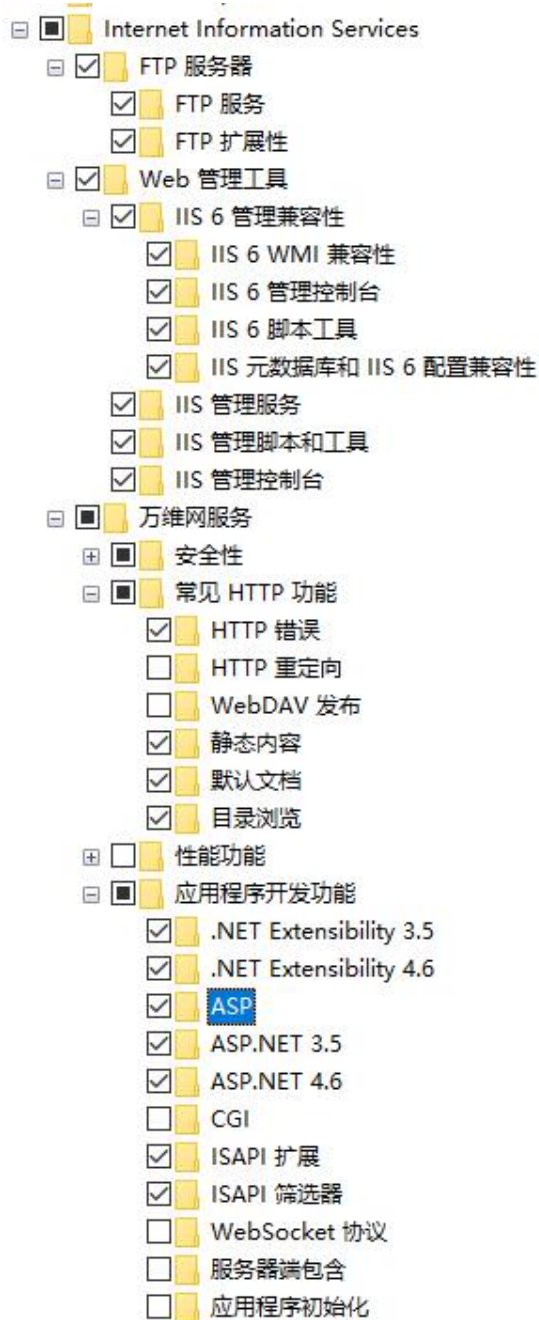 Internet Information Services
FTP 服务器
FTP 服务
FTP 扩展性
Web 管理工具
IIS 6 管理兼容性
IIS 6 WMI 兼容性
IIS 6 管理控制台
IIS 6 脚本工具
IIS 元数据库和 IIS 6 配置兼容性
IIS 管理服务
IIS 管理脚本和工具
IIS 管理控制台
万维网服务
安全性
常见 HTTP 功能
HTTP 错误
HTTP 重定向
WebDAV 发布
静态内容
默认文档
目录浏览
性能功能
应用程序开发功能
.NET Extensibility 3.5
.NET Extensibility 4.6
ASP
ASP.NET 3.5
ASP.NET 4.6
CGI
ISAPI 扩展
ISAPI 筛选器
WebSocket 协议
服务器端包含
应用程序初始化